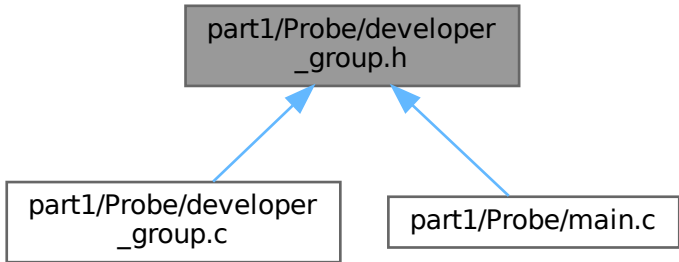 part1/Probe/developer
_group.h
part1/Probe/developer
_group.c
part1/Probe/main.c